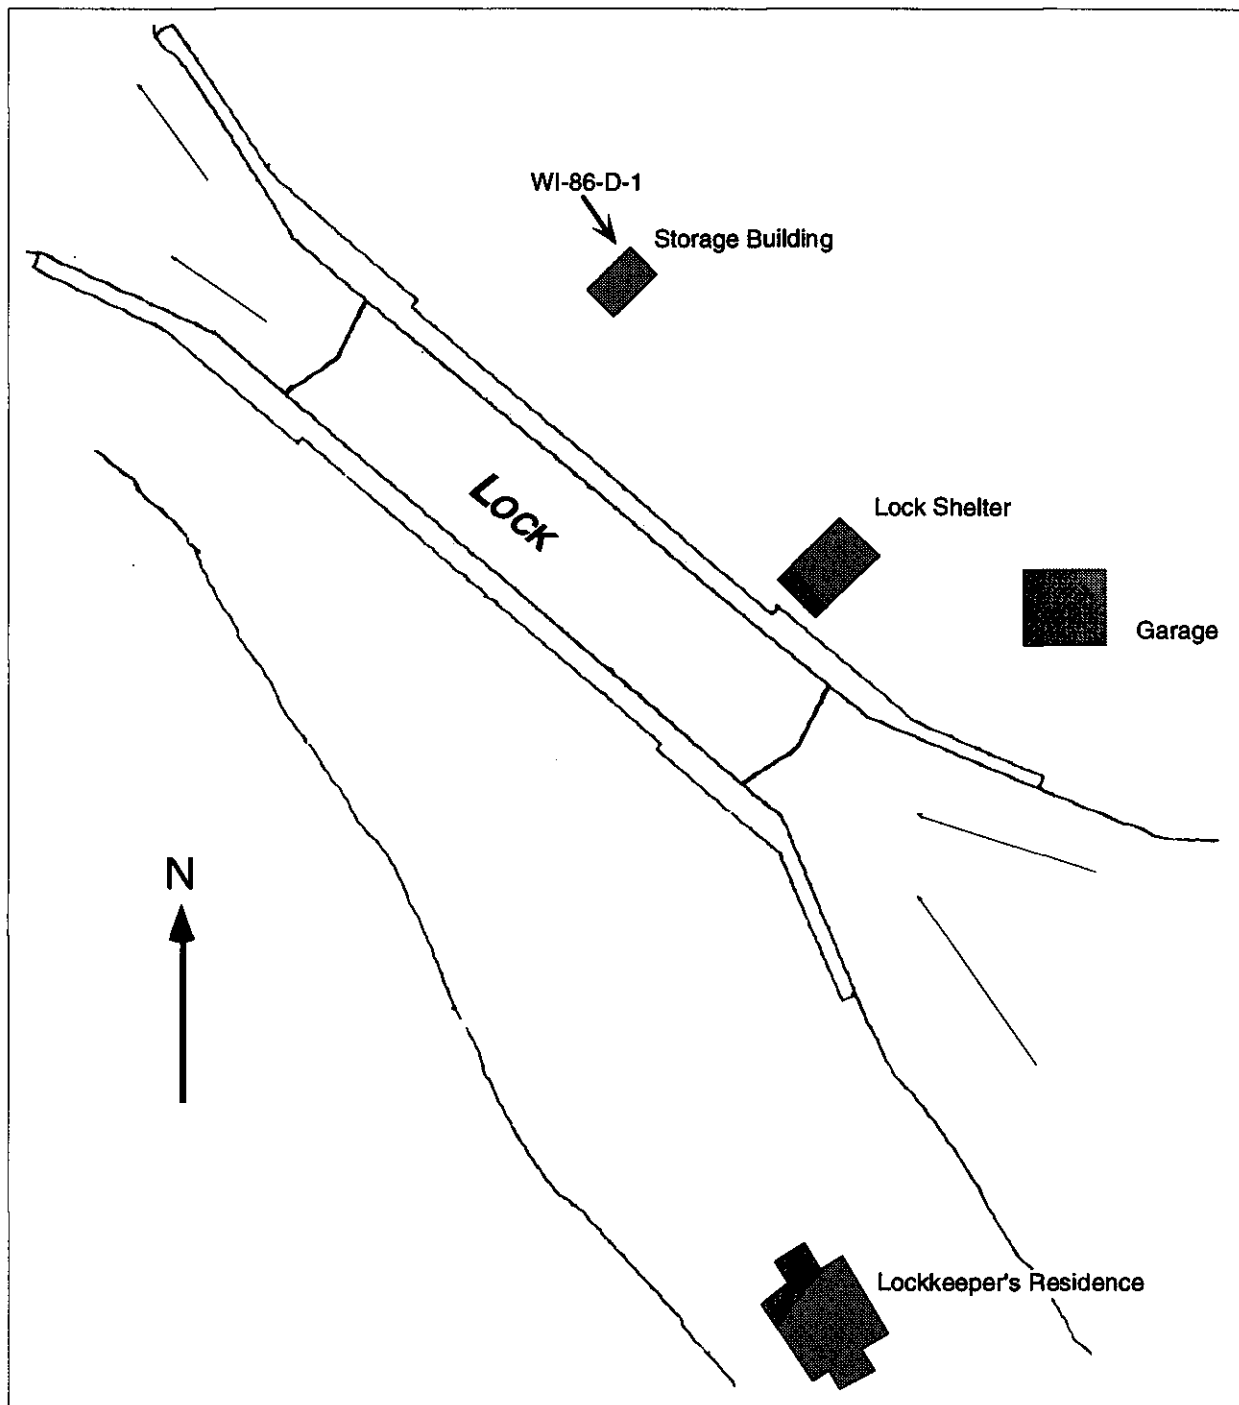 WI-86-D-1
Storage Building
LOCK
Lock Shelter
Garage
N
Lockkeeper's Residence